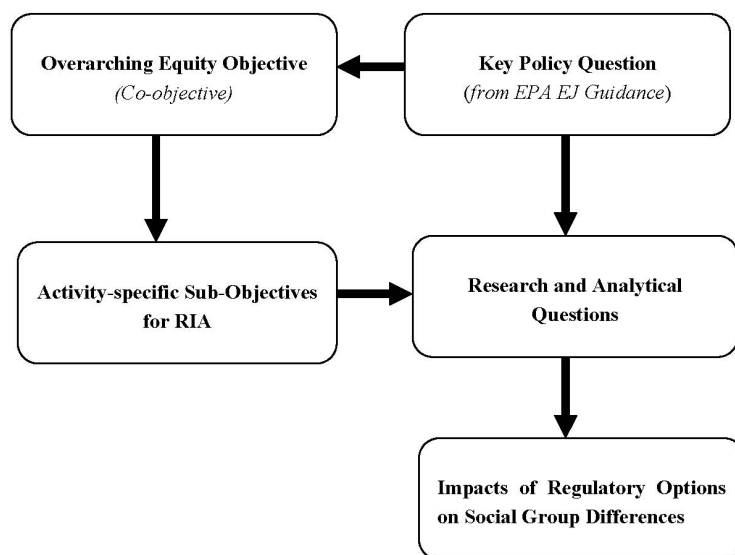 Overarching Equity Objective
(Co-objective)
Key Policy Question
(from EPA EJ Guidance)
Activity-specific Sub-Objectives
for RIA
Research and Analytical
Questions
Impacts of Regulatory Options
on Social Group Differences